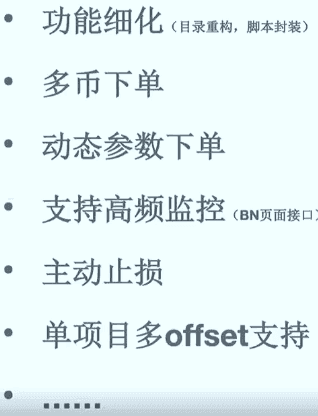 • 功能细化（目录重构，脚本封装）
• 多币下单
• 动态参数下单
• 支持高频监控（BN页面接口）
• 主动止损
• 单项目多offset支持
• ......